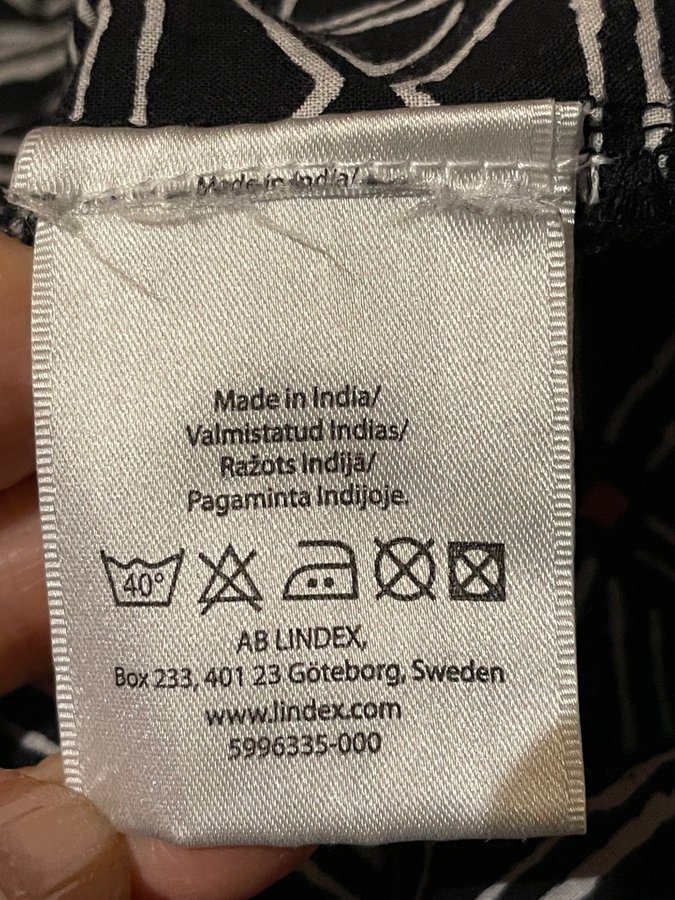 Made in India/
Made in India/
Valmistatud Indias/
Ražots Indijā/
Pagaminta Indijoje.
40°
AB LINDEX,
Box 233, 401 23 Göteborg, Sweden
www.lindex.com
5996335-000